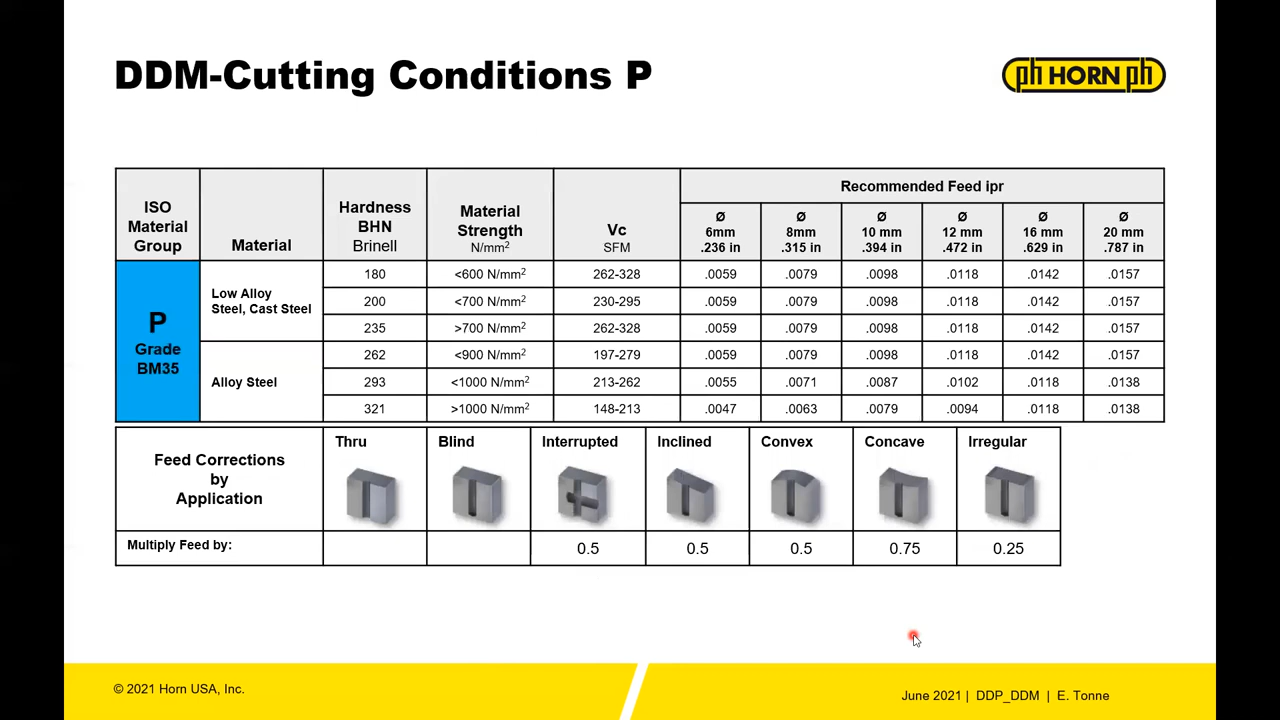 DDM-Cutting Conditions P
ph HORN ph
ISO
Material
Group
Material
Hardness
BHN
Brinell
Material
Strength
N/mm²
Vc
SFM
Recommended Feed ipr
Ø
6mm
.236 in
Ø
8mm
.315 in
Ø
10 mm
.394 in
Ø
12 mm
.472 in
Ø
16 mm
.629 in
Ø
20 mm
.787 in
P
Grade
BM35
Low Alloy
Steel, Cast Steel
180 <600 N/mm² 262-328 .0059 .0079 .0098 .0118 .0142 .0157
200 <700 N/mm² 230-295 .0059 .0079 .0098 .0118 .0142 .0157
235 >700 N/mm² 262-328 .0059 .0079 .0098 .0118 .0142 .0157
Alloy Steel
262 <900 N/mm² 197-279 .0059 .0079 .0098 .0118 .0142 .0157
293 <1000 N/mm² 213-262 .0055 .0071 .0087 .0102 .0118 .0138
321 >1000 N/mm² 148-213 .0047 .0063 .0079 .0094 .0118 .0138
Feed Corrections
by
Application
Thru Blind Interrupted Inclined Convex Concave Irregular
Multiply Feed by: 0.5 0.5 0.5 0.75 0.25
© 2021 Horn USA, Inc.
June 2021 | DDP_DDM | E. Tonne